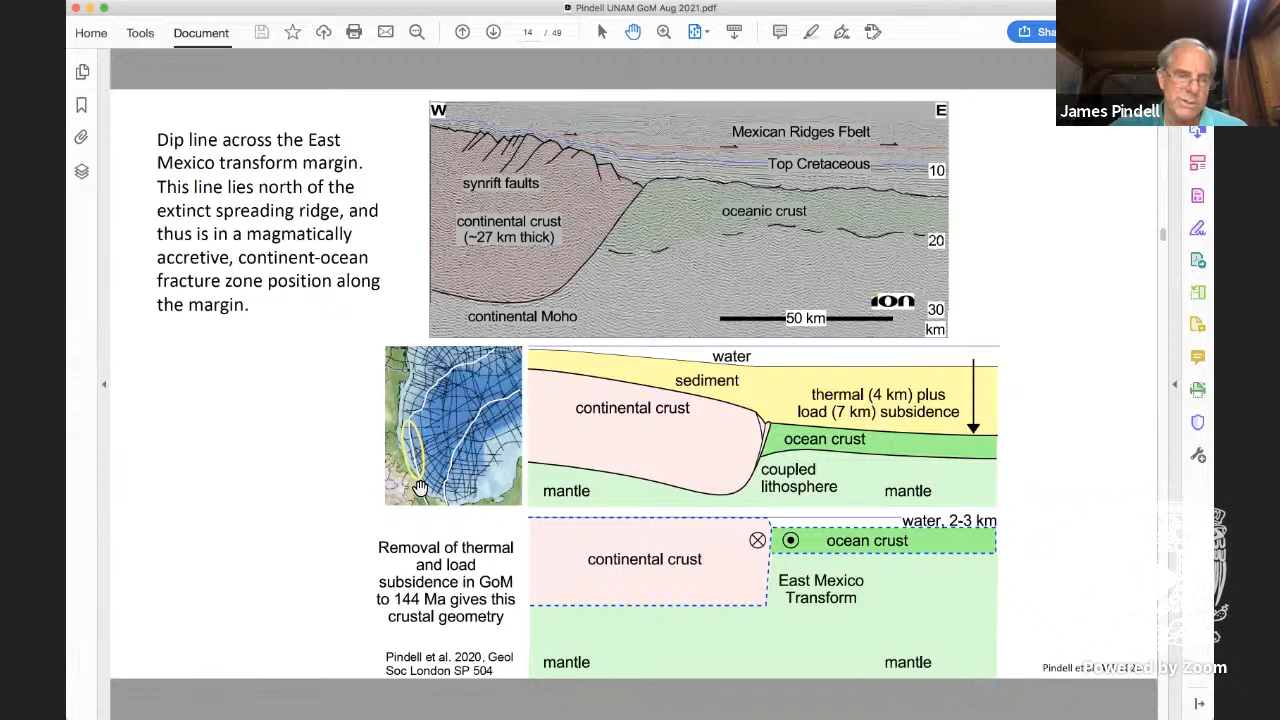 Pindell UNAM GoM Aug 2021.pdf
Home Tools Document
14 / 49
Sha
James Pindell
Dip line across the East
Mexico transform margin.
This line lies north of the
extinct spreading ridge, and
thus is in a magmatically
accretive, continent-ocean
fracture zone position along
the margin.
W E
Mexican Ridges Fbelt
Top Cretaceous
10
synrift faults
oceanic crust
continental crust
(~27 km thick)
20
ion
continental Moho
50 km
30
km
water
sediment
continental crust
thermal (4 km) plus
load (7 km) subsidence
ocean crust
coupled
lithosphere
mantle mantle
water, 2-3 km
continental crust
ocean crust
East Mexico
Transform
mantle mantle
Removal of thermal
and load
subsidence in GoM
to 144 Ma gives this
crustal geometry
Pindell et al. 2020, Geol
Soc London SP 504
Powered by Zoom